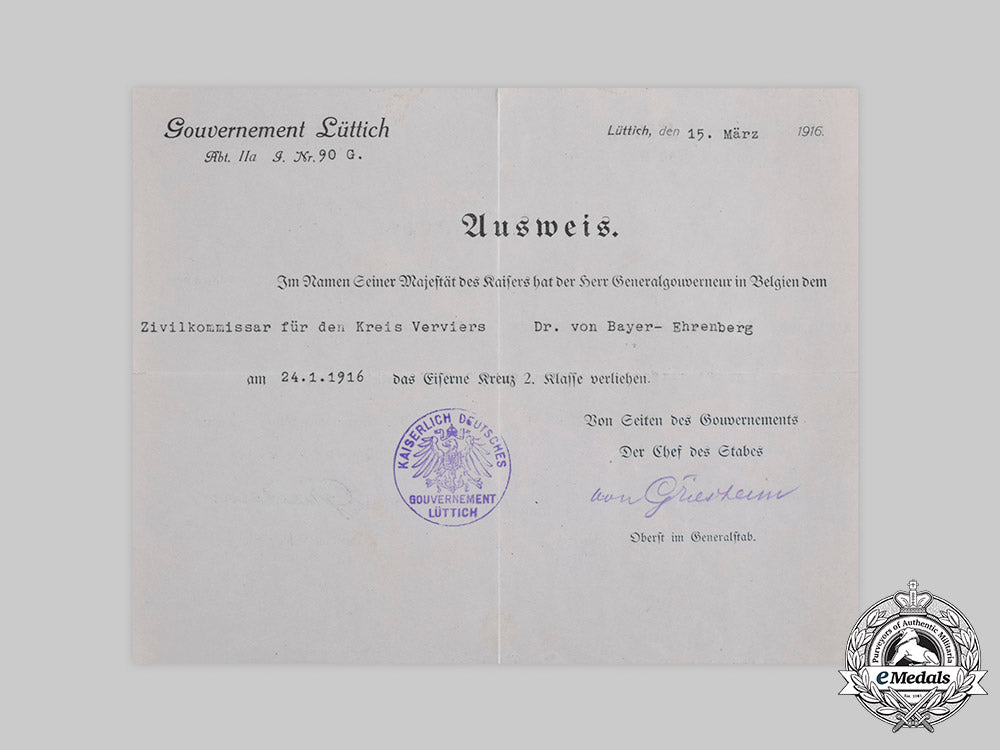 Gouvernement Lüttich
Abt. IIa J. Nr. 90 G.
Lüttich, den 15. März 1916.
Ausweis.
Im Namen Seiner Majestät des Kaisers hat der Herr Generalgouverneur in Belgien dem
Zivilkommissar für den Kreis Verviers Dr. von Bayer- Ehrenberg
am 24.1.1916 das Eiserne Kreuz 2. Klasse verliehen.
KAISERLICH DEUTSCHES
GOUVERNEMENT
LÜTTICH
Von Seiten des Gouvernements
Der Chef des Stabes
von Griesheim
Oberst im Generalstab.
Purveyors of Authentic Militaria
eMedals